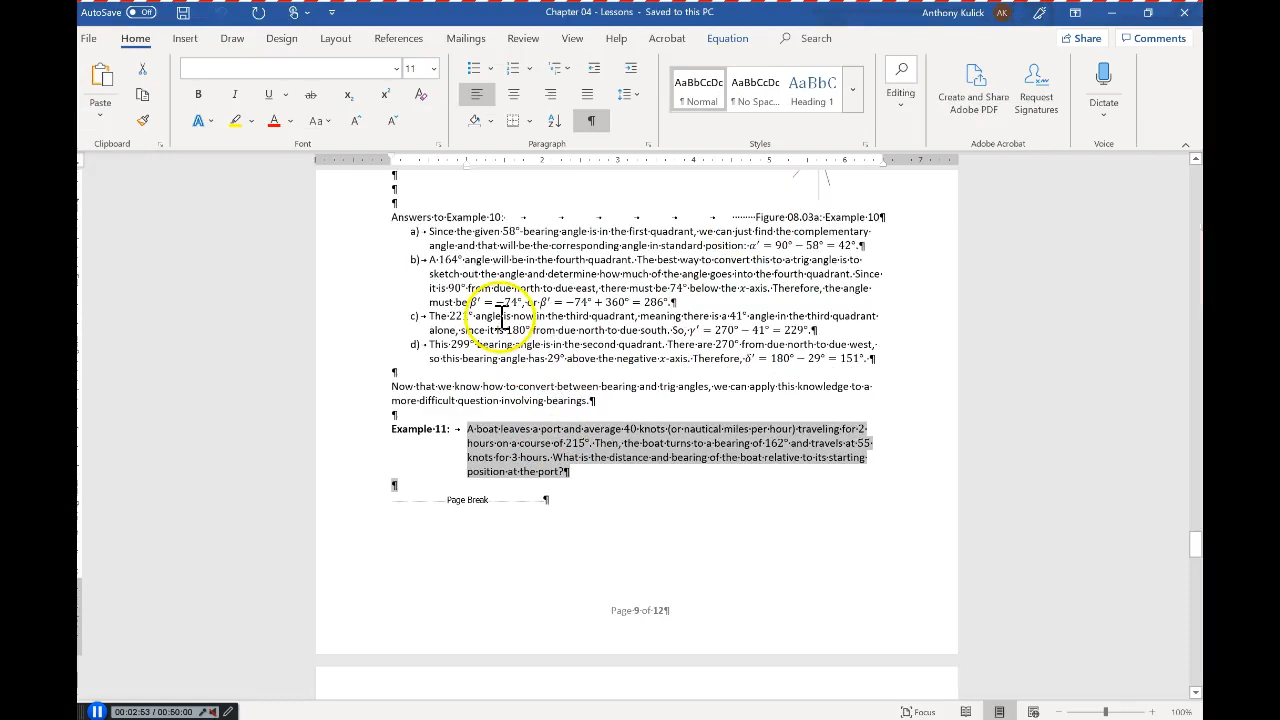 AutoSave Off
Chapter 04 - Lessons - Saved to this PC
Anthony Kulick AK
File Home Insert Draw Design Layout References Mailings Review View Help Acrobat Equation Search
Share Comments
Paste
Clipboard
11
Font
Paragraph
AaBbCcDc AaBbCcDc AaBbC
¶ Normal ¶ No Spac... Heading 1
Styles
Editing
Create and Share Adobe PDF
Request Signatures
Adobe Acrobat
Dictate
Voice
1 2 3 4 5 6 7
¶
¶
¶
Answers to Example 10: Figure 08.03a: Example 10¶
a) Since the given 58° bearing angle is in the first quadrant, we can just find the complementary
angle and that will be the corresponding angle in standard position: α′ = 90° − 58° = 42°.¶
b) A 164° angle will be in the fourth quadrant. The best way to convert this to a trig angle is to
sketch out the angle and determine how much of the angle goes into the fourth quadrant. Since
it is 90° from due north to due east, there must be 74° below the x-axis. Therefore, the angle
must be β′ = −74°, or β′ = −74° + 360° = 286°.¶
c) The 221° angle is now in the third quadrant, meaning there is a 41° angle in the third quadrant
alone, since it is 180° from due north to due south. So, γ′ = 270° − 41° = 229°.¶
d) This 299° bearing angle is in the second quadrant. There are 270° from due north to due west,
so this bearing angle has 29° above the negative x-axis. Therefore, δ′ = 180° − 29° = 151°. ¶
¶
Now that we know how to convert between bearing and trig angles, we can apply this knowledge to a
more difficult question involving bearings.¶
¶
Example 11: A boat leaves a port and average 40 knots (or nautical miles per hour) traveling for 2
hours on a course of 215°. Then, the boat turns to a bearing of 162° and travels at 55
knots for 3 hours. What is the distance and bearing of the boat relative to its starting
position at the port?¶
¶
Page Break ¶
Page 9 of 12¶
00:02:53 / 00:50:00
Focus
100%